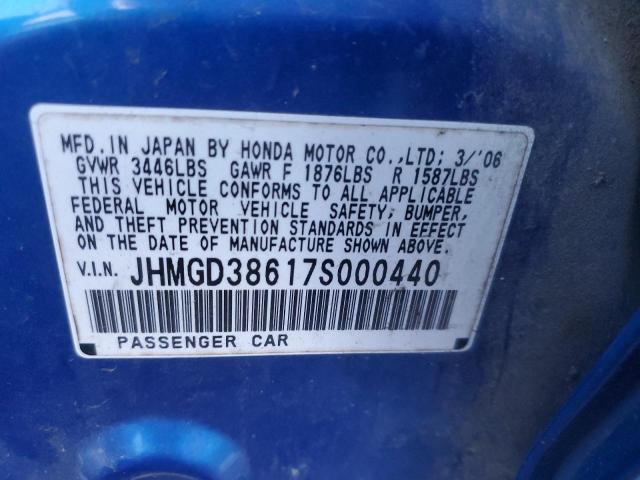 MFD. IN JAPAN BY HONDA MOTOR CO.,LTD; 3/'06
GVWR 3446LBS GAWR F 1876LBS R 1587LBS
THIS VEHICLE CONFORMS TO ALL APPLICABLE
FEDERAL MOTOR VEHICLE SAFETY, BUMPER,
AND THEFT PREVENTION STANDARDS IN EFFECT
ON THE DATE OF MANUFACTURE SHOWN ABOVE.
V.I.N. JHMGD38617S000440
PASSENGER CAR